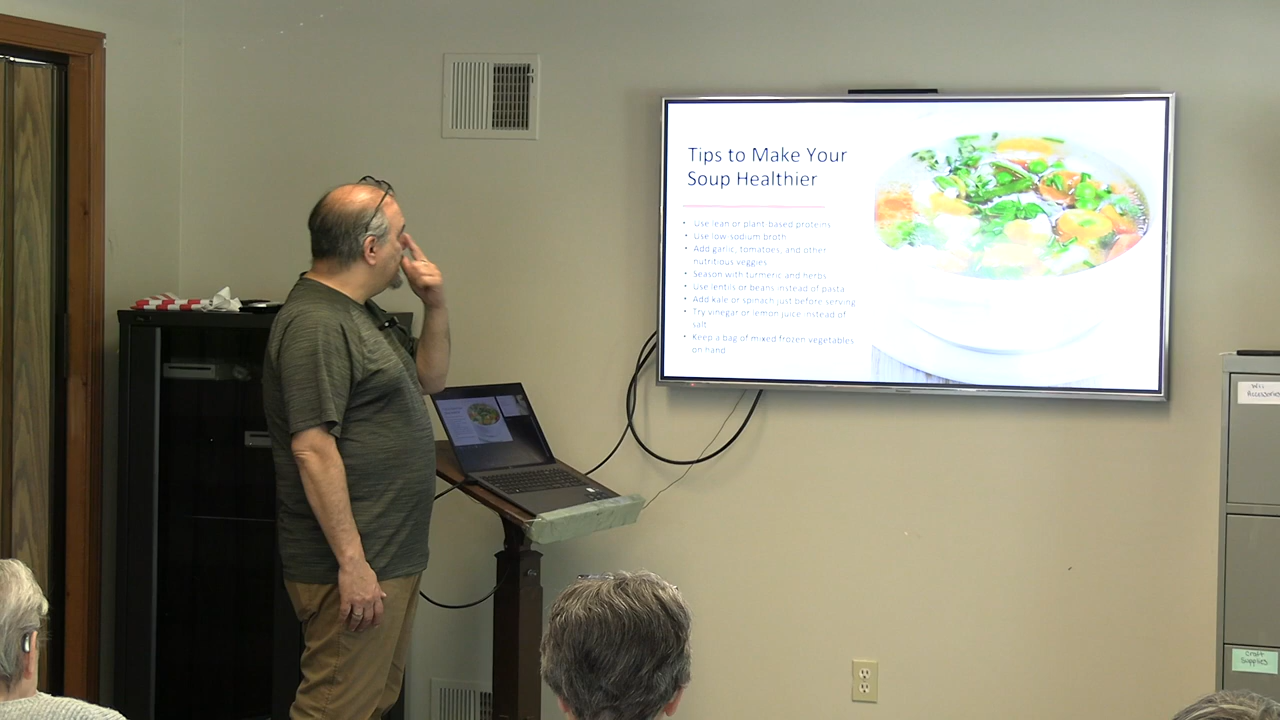 Tips to Make Your
Soup Healthier
• Use lean or plant-based proteins
• Use low-sodium broth
• Add garlic, tomatoes, and other
nutritious veggies
• Season with turmeric and herbs
• Use lentils or beans instead of pasta
• Add kale or spinach just before serving
• Try vinegar or lemon juice instead of
salt
• Keep a bag of mixed frozen vegetables
on hand
Wii
Accessories
Craft
Supplies